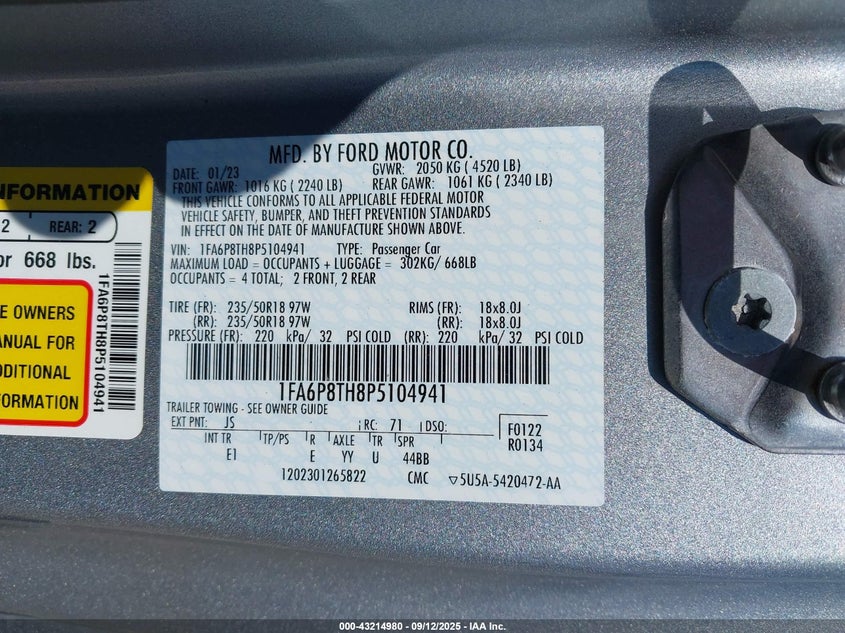 MFD. BY FORD MOTOR CO.
DATE: 01/23 GVWR: 2050 KG ( 4520 LB)
FRONT GAWR: 1016 KG ( 2240 LB) REAR GAWR: 1061 KG ( 2340 LB)
THIS VEHICLE CONFORMS TO ALL APPLICABLE FEDERAL MOTOR
VEHICLE SAFETY, BUMPER, AND THEFT PREVENTION STANDARDS
IN EFFECT ON THE DATE OF MANUFACTURE SHOWN ABOVE.
VIN: 1FA6P8TH8P5104941 TYPE: Passenger Car
MAXIMUM LOAD = OCCUPANTS + LUGGAGE = 302KG/ 668LB
OCCUPANTS = 4 TOTAL; 2 FRONT, 2 REAR
TIRE (FR): 235/50R18 97W RIMS (FR): 18x8.0J
(RR): 235/50R18 97W (RR): 18x8.0J
PRESSURE (FR): 220 kPa/ 32 PSI COLD (RR): 220 kPa/ 32 PSI COLD
1FA6P8TH8P5104941
TRAILER TOWING - SEE OWNER GUIDE
EXT PNT: JS RC: 71 DSO: F0122
R0134
INT TR TP/PS R AXLE TR SPR
E1 E YY U 44BB
1202301265822 CMC ▽5U5A-5420472-AA
INFORMATION
2 REAR: 2
or 668 lbs.
E OWNERS
ANUAL FOR
DDITIONAL
FORMATION
1FA6P8TH8P5104941
000-43214980 - 09/12/2025 - IAA Inc.